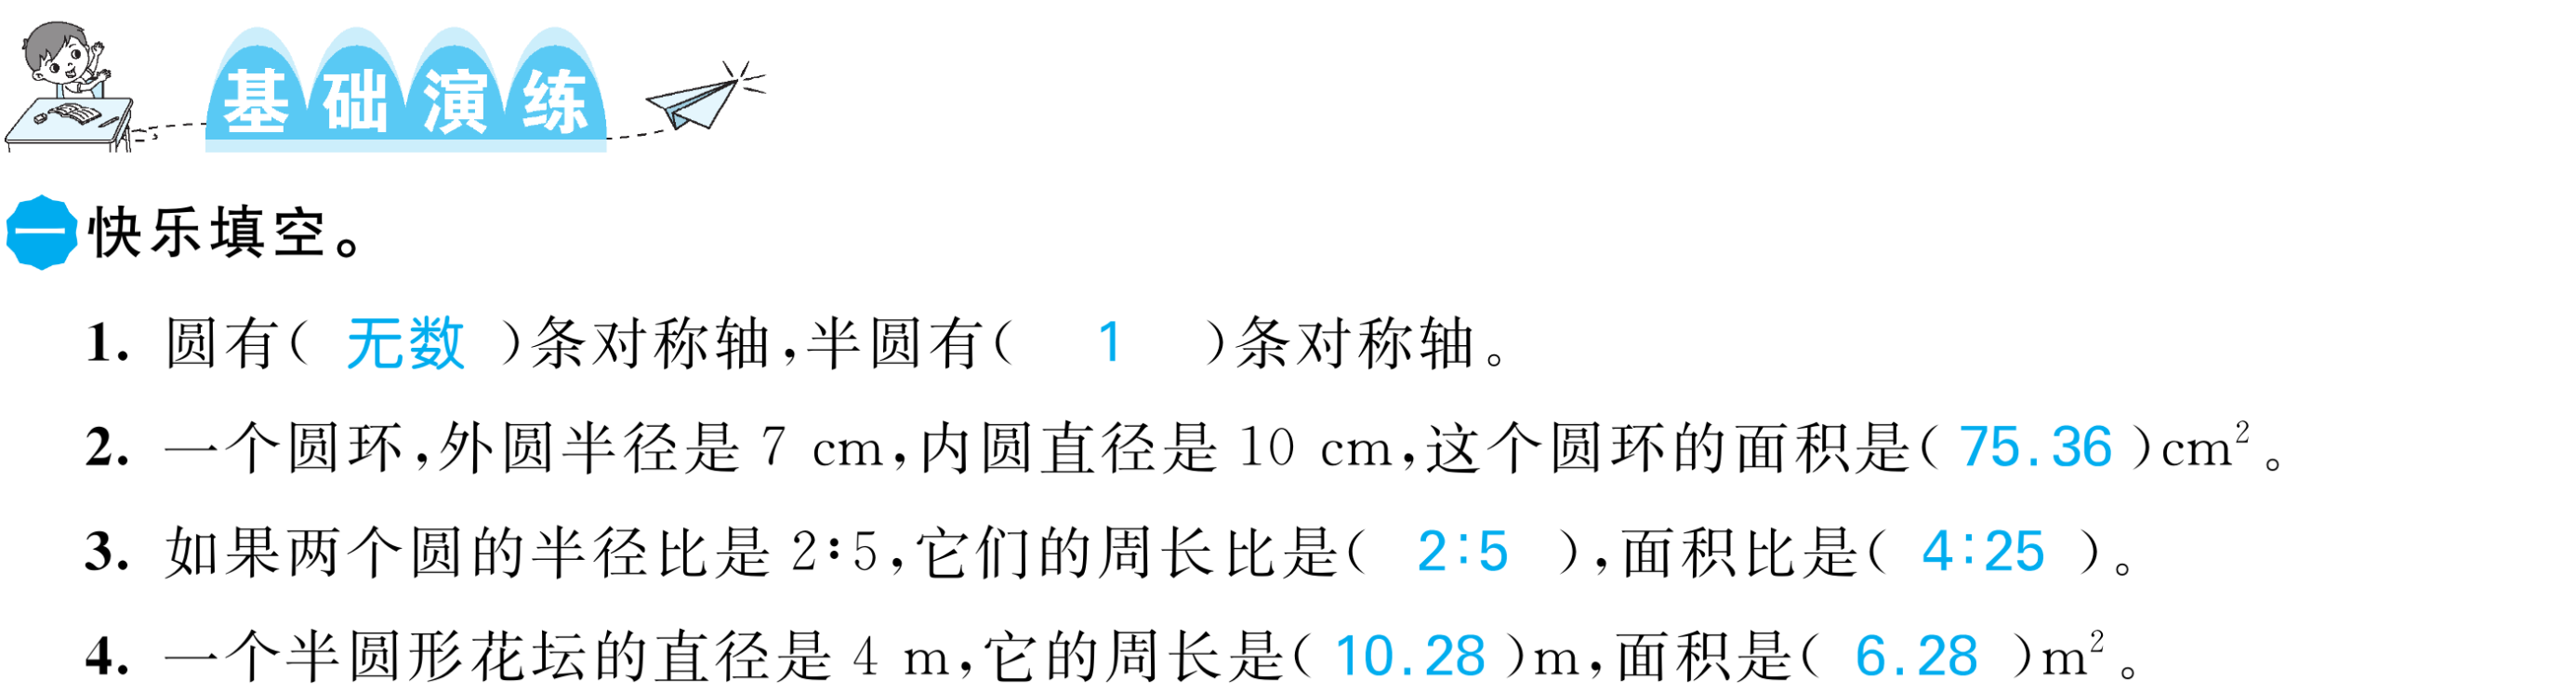 基础演练
一 快乐填空。
1. 圆有( 无数 )条对称轴,半圆有( 1 )条对称轴。
2. 一个圆环,外圆半径是 7 cm,内圆直径是 10 cm,这个圆环的面积是( 75.36 )cm²。
3. 如果两个圆的半径比是 2∶5,它们的周长比是( 2∶5 ),面积比是( 4∶25 )。
4. 一个半圆形花坛的直径是 4 m,它的周长是( 10.28 )m,面积是( 6.28 )m²。